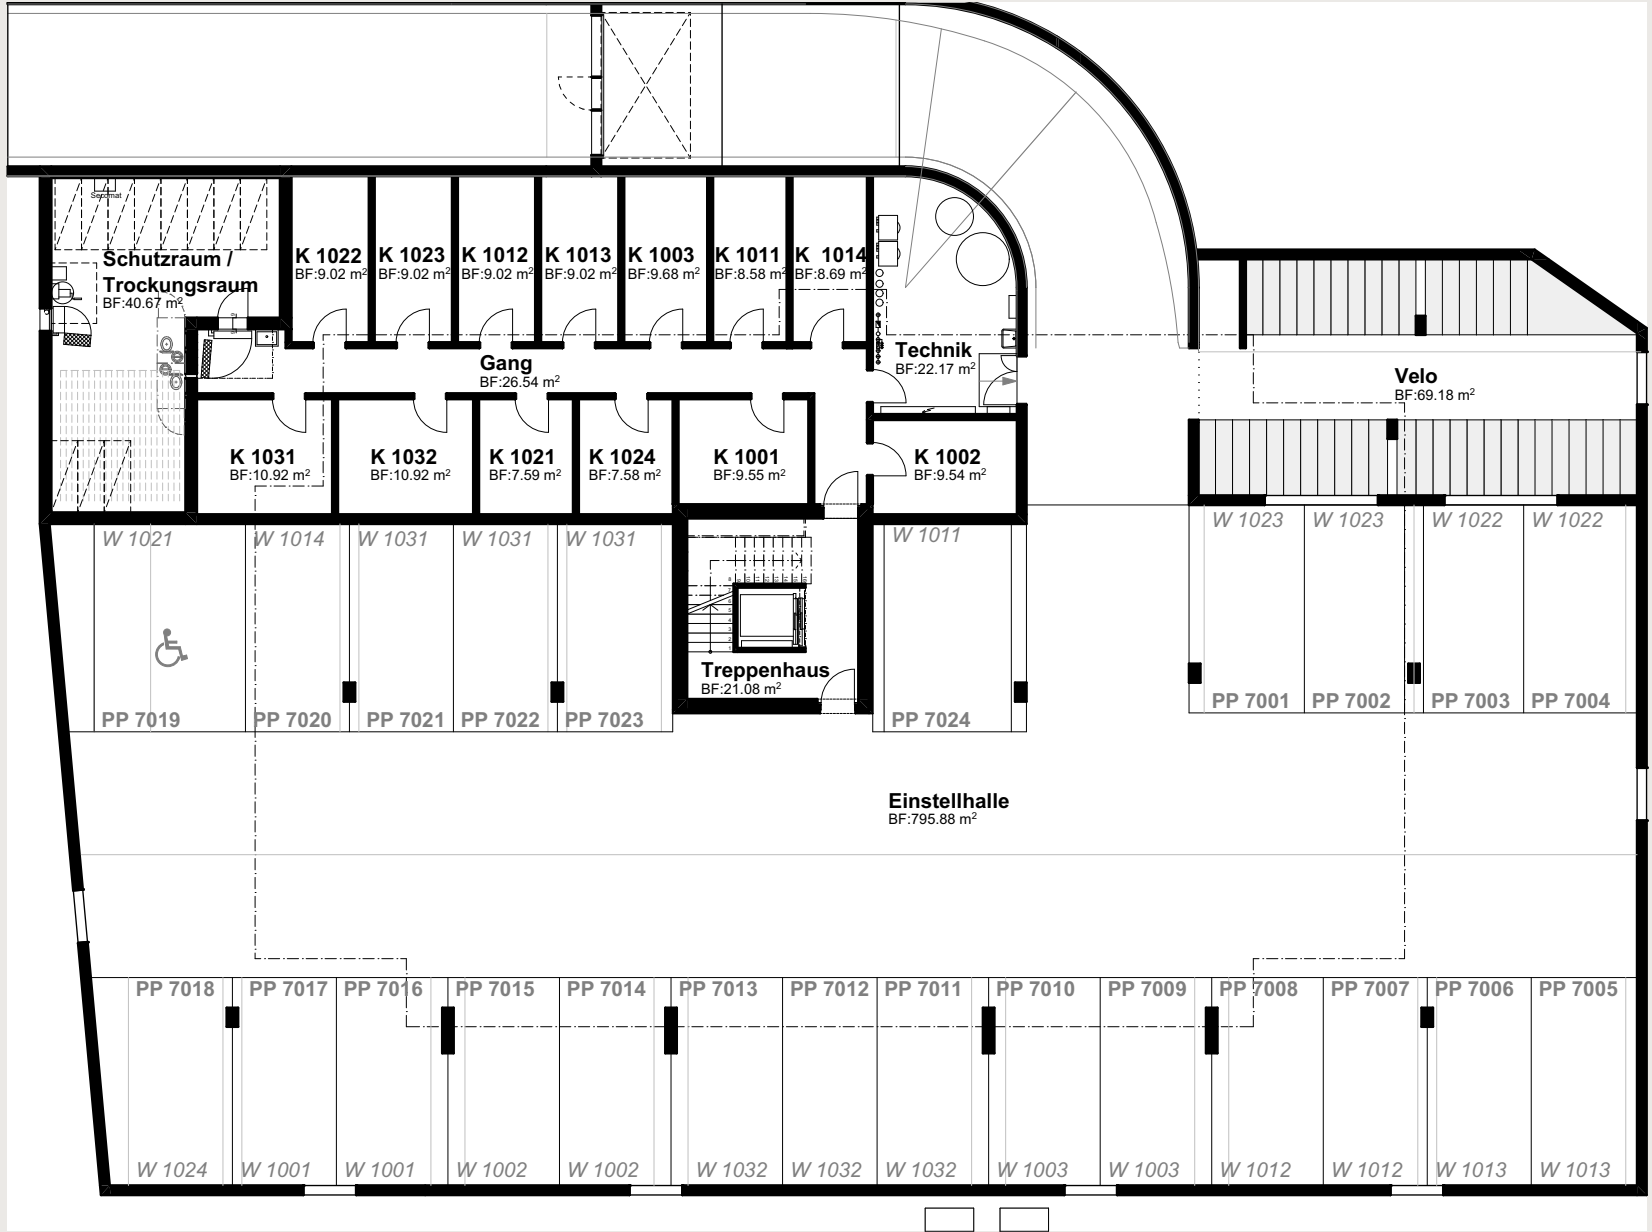 Secomat
Schutzraum /
Trockungsraum
BF:40.67 m²
K 1022
BF:9.02 m²
K 1023
BF:9.02 m²
K 1012
BF:9.02 m²
K 1013
BF:9.02 m²
K 1003
BF:9.68 m²
K 1011
BF:8.58 m²
K 1014
BF:8.69 m²
Gang
BF:26.54 m²
Technik
BF:22.17 m²
Velo
BF:69.18 m²
K 1031
BF:10.92 m²
K 1032
BF:10.92 m²
K 1021
BF:7.59 m²
K 1024
BF:7.58 m²
K 1001
BF:9.55 m²
K 1002
BF:9.54 m²
W 1021
W 1014
W 1031
W 1031
W 1031
W 1011
W 1023
W 1023
W 1022
W 1022
Treppenhaus
BF:21.08 m²
PP 7019
PP 7020
PP 7021
PP 7022
PP 7023
PP 7024
PP 7001
PP 7002
PP 7003
PP 7004
Einstellhalle
BF:795.88 m²
PP 7018
PP 7017
PP 7016
PP 7015
PP 7014
PP 7013
PP 7012
PP 7011
PP 7010
PP 7009
PP 7008
PP 7007
PP 7006
PP 7005
W 1024
W 1001
W 1001
W 1002
W 1002
W 1032
W 1032
W 1032
W 1003
W 1003
W 1012
W 1012
W 1013
W 1013